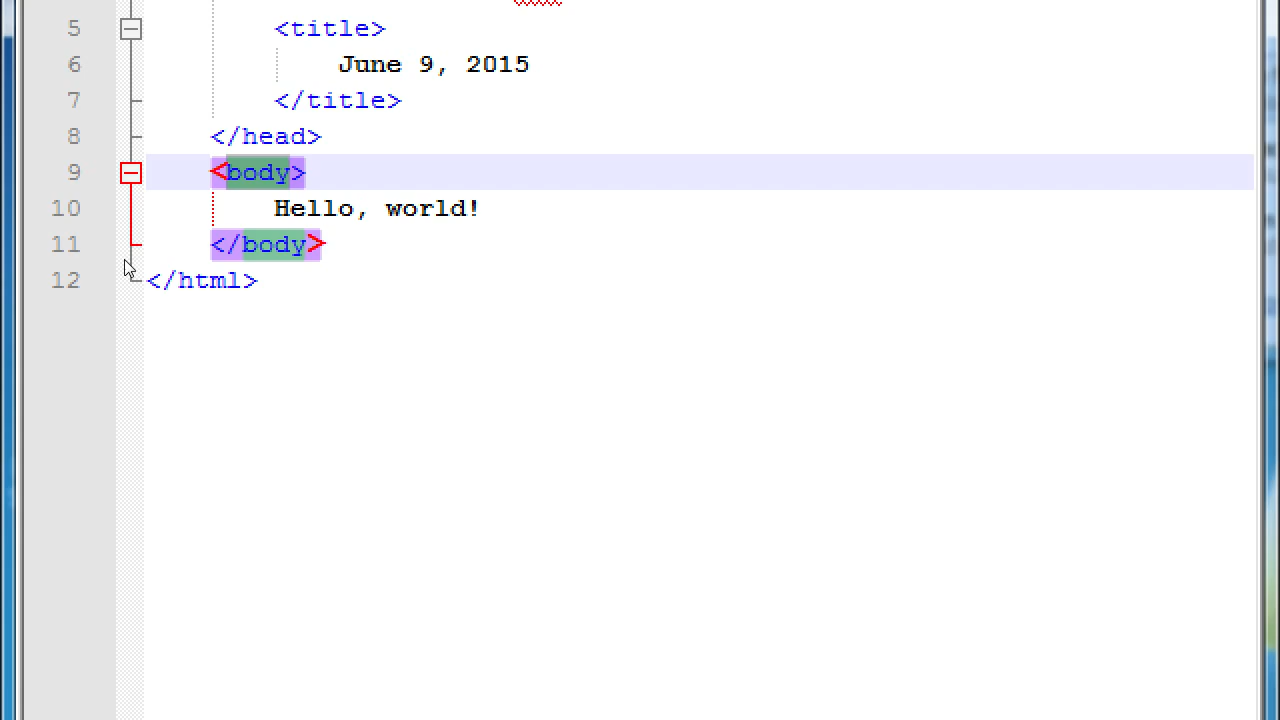 5 <title>
6 June 9, 2015
7 </title>
8 </head>
9 <body>
10 Hello, world!
11 </body>
12 </html>